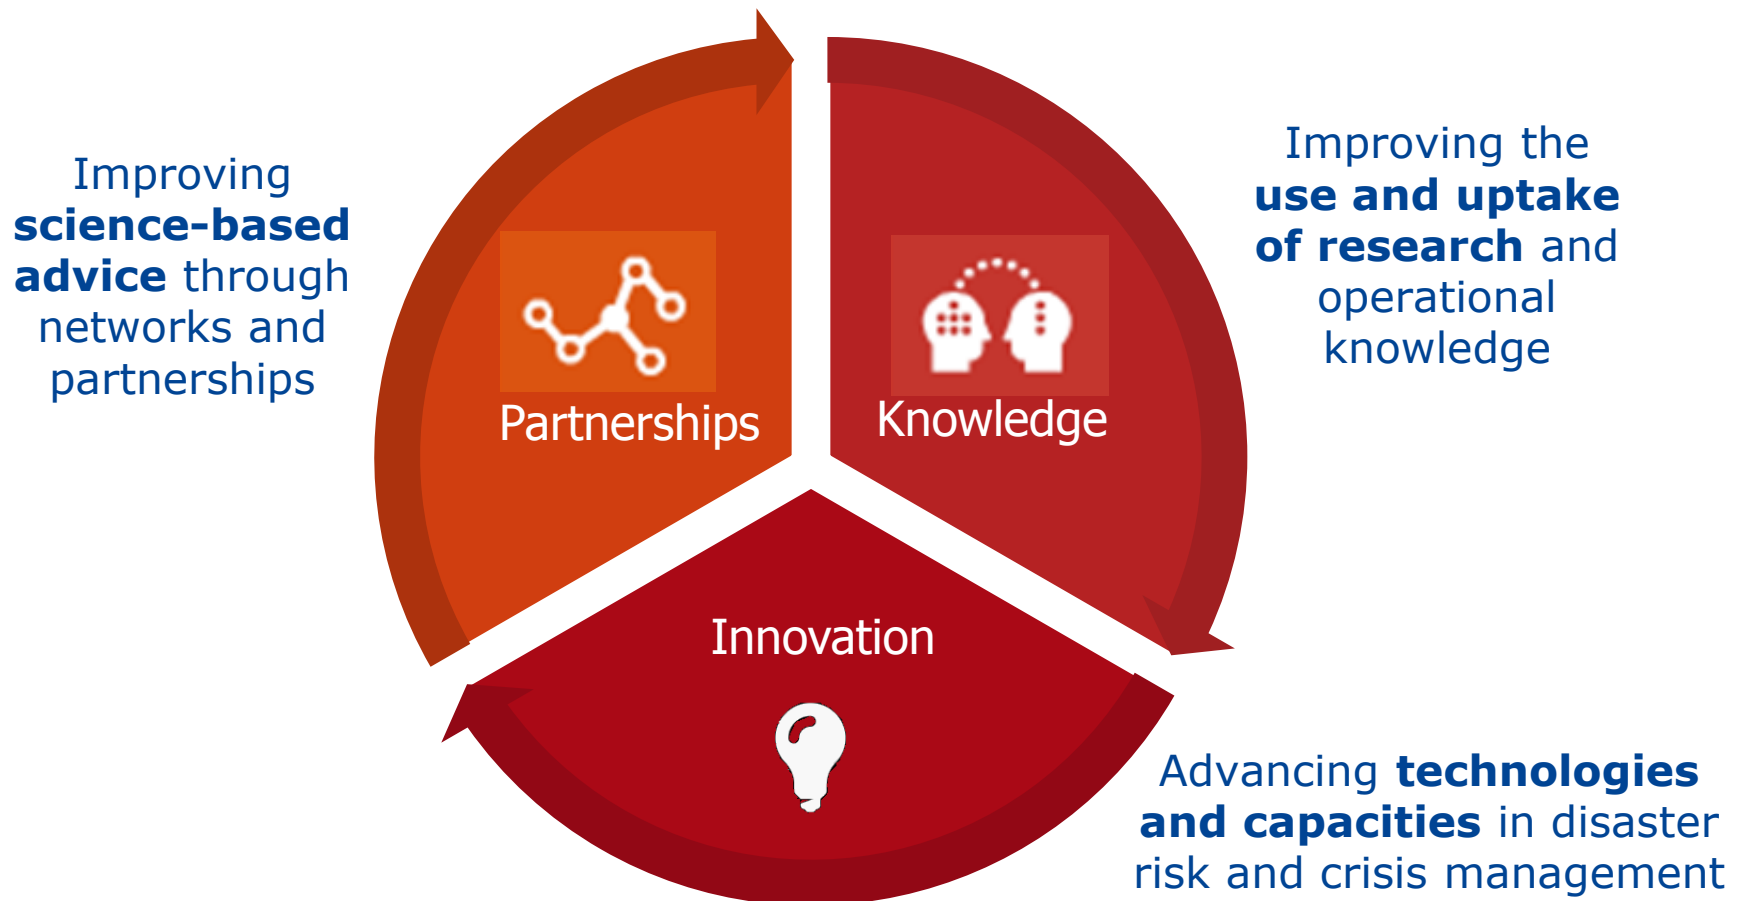 Improving
science-based
advice through
networks and
partnerships
Partnerships
Knowledge
Improving the
use and uptake
of research and
operational
knowledge
Innovation
Advancing technologies
and capacities in disaster
risk and crisis management